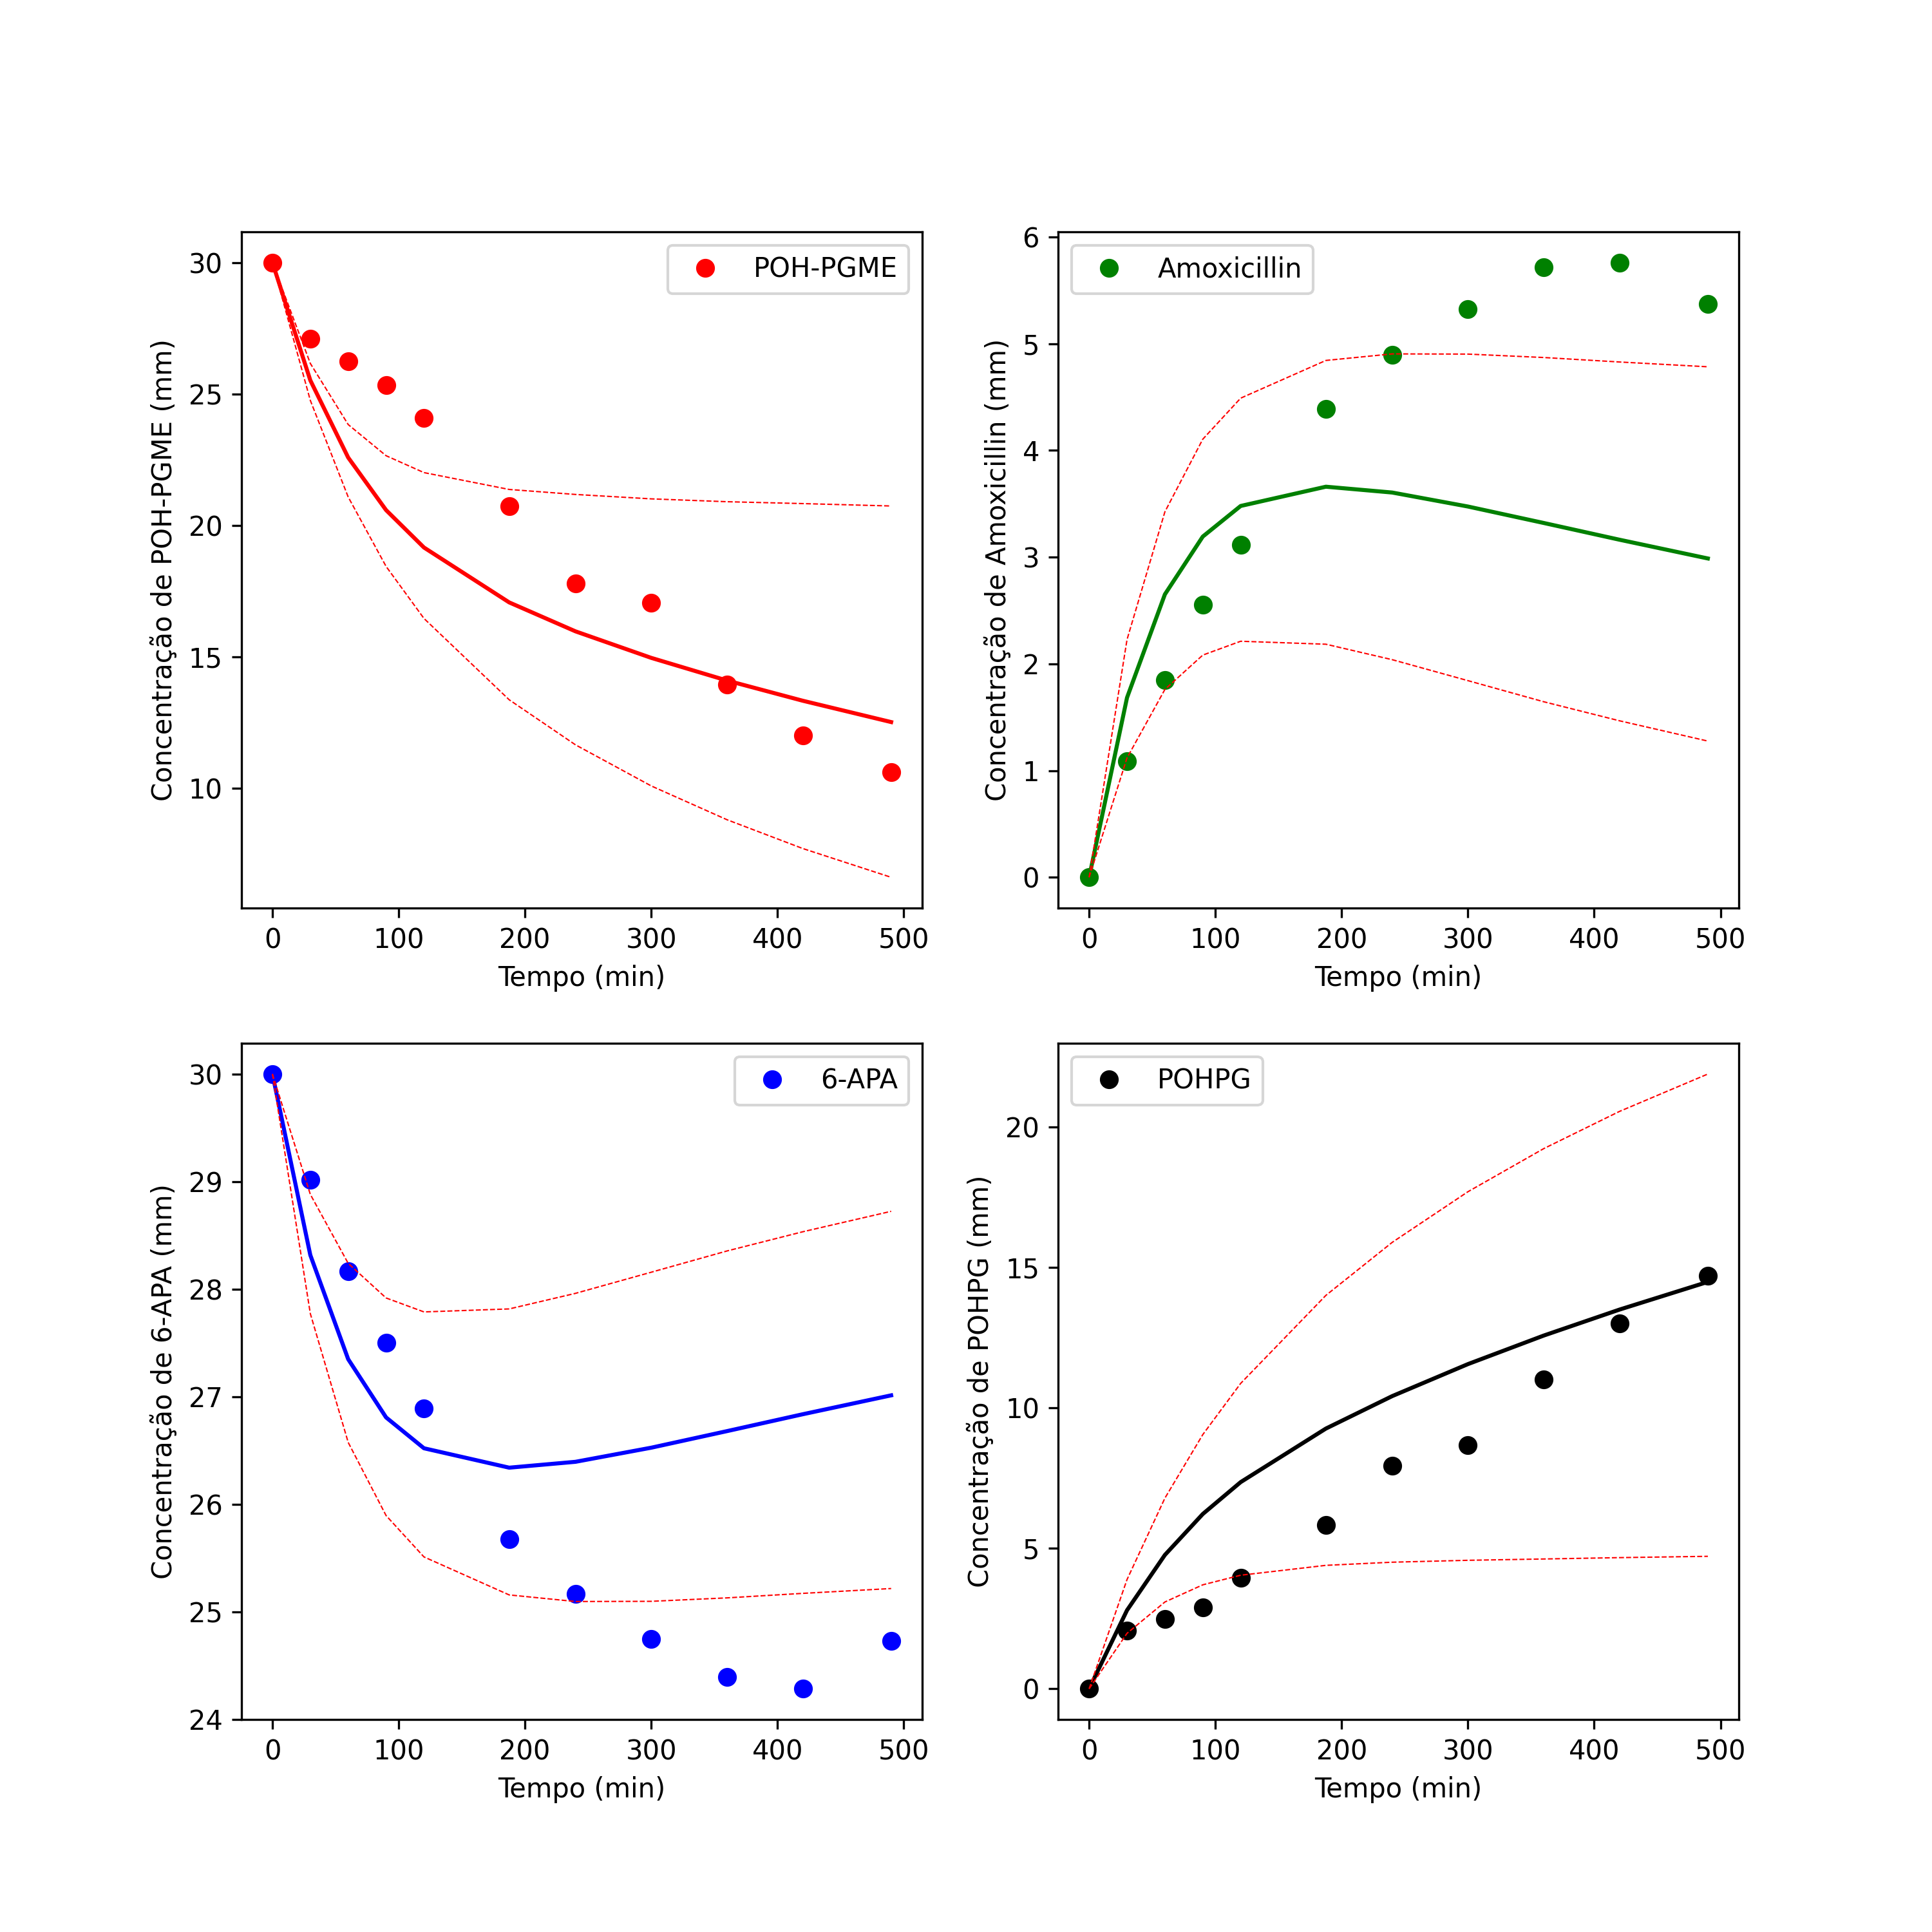 POH-PGME
30
25
20
15
10
Concentração de POH-PGME (mm)
0 100 200 300 400 500
Tempo (min)
Amoxicillin
6
5
4
3
2
1
0
Concentração de Amoxicillin (mm)
0 100 200 300 400 500
Tempo (min)
6-APA
30
29
28
27
26
25
24
Concentração de 6-APA (mm)
0 100 200 300 400 500
Tempo (min)
POHPG
20
15
10
5
0
Concentração de POHPG (mm)
0 100 200 300 400 500
Tempo (min)